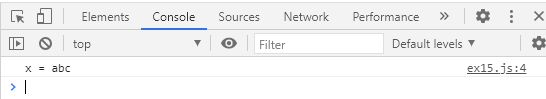 Elements Console Sources Network Performance »
top Filter Default levels
x = abc ex15.js:4
>